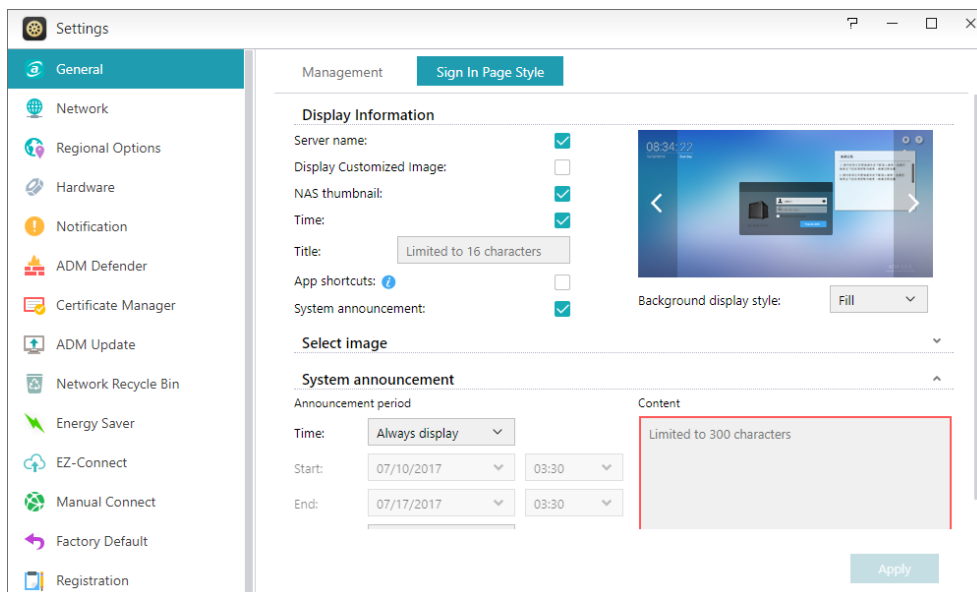 Settings
General
Network
Regional Options
Hardware
Notification
ADM Defender
Certificate Manager
ADM Update
Network Recycle Bin
Energy Saver
EZ-Connect
Manual Connect
Factory Default
Registration
Management
Sign In Page Style
Display Information
Server name:
Display Customized Image:
NAS thumbnail:
Time:
Title:
Limited to 16 characters
App shortcuts:
System announcement:
08:34:22
Background display style:
Fill
Select image
System announcement
Announcement period
Time:
Always display
Start:
07/10/2017
03:30
End:
07/17/2017
03:30
Content
Limited to 300 characters
Apply